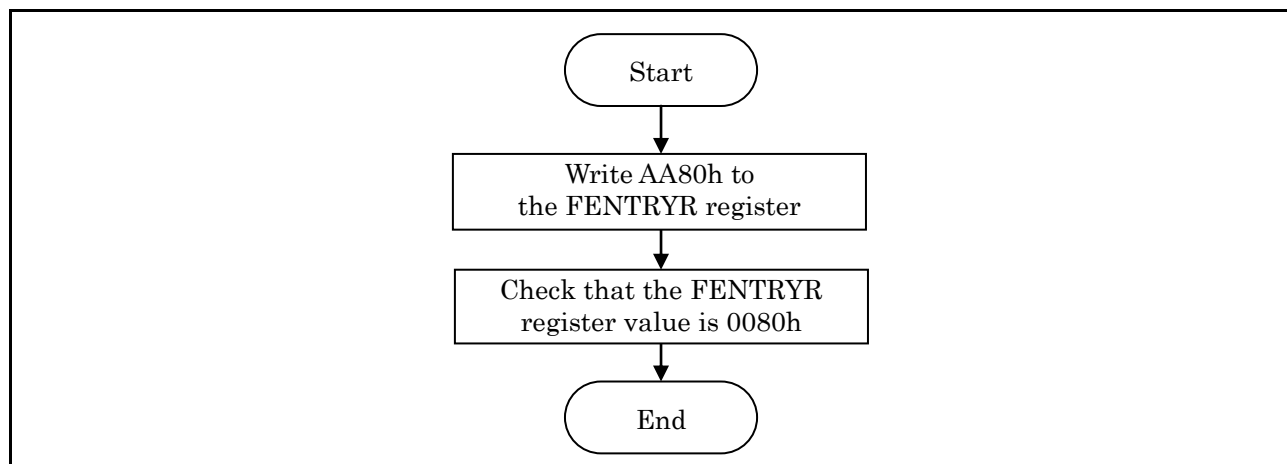 Start
Write AA80h to
the FENTRYR register
Check that the FENTRYR
register value is 0080h
End